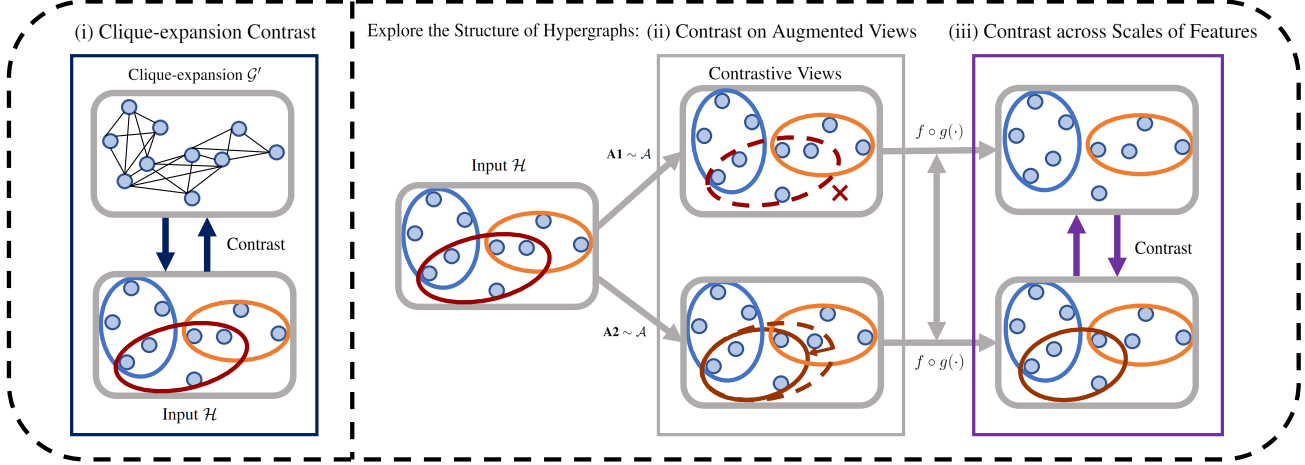 (i) Clique-expansion Contrast
Clique-expansion 𝒢′
Contrast
Input ℋ
Explore the Structure of Hypergraphs: (ii) Contrast on Augmented Views
(iii) Contrast across Scales of Features
Contrastive Views
Input ℋ
A1 ∼ 𝒜
A2 ∼ 𝒜
f ∘ g(·)
f ∘ g(·)
Contrast